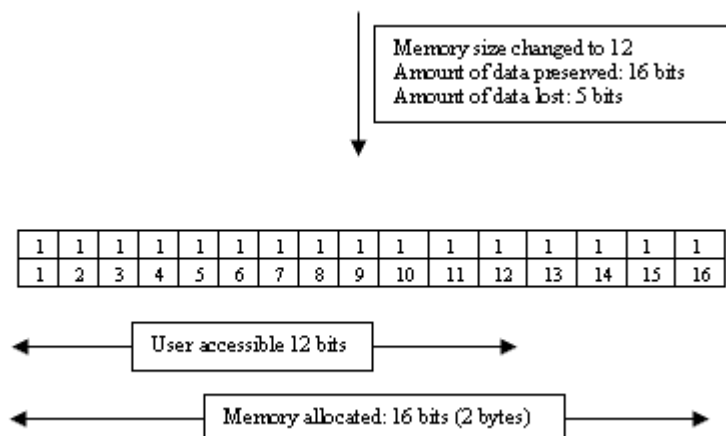 Memory size changed to 12
Amount of data preserved: 16 bits
Amount of data lost: 5 bits
1 1 1 1 1 1 1 1 1 1 1 1 1 1 1 1
1 2 3 4 5 6 7 8 9 10 11 12 13 14 15 16
User accessible 12 bits
Memory allocated: 16 bits (2 bytes)